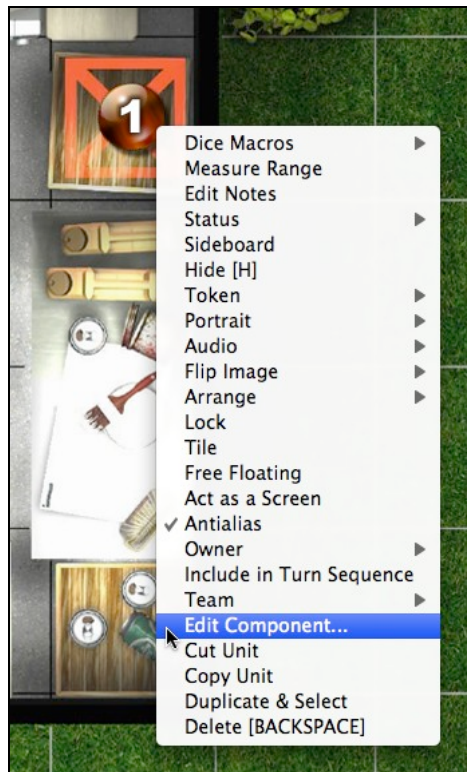 1
Dice Macros
Measure Range
Edit Notes
Status
Sideboard
Hide [H]
Token
Portrait
Audio
Flip Image
Arrange
Lock
Tile
Free Floating
Act as a Screen
Antialias
Owner
Include in Turn Sequence
Team
Edit Component...
Cut Unit
Copy Unit
Duplicate & Select
Delete [BACKSPACE]